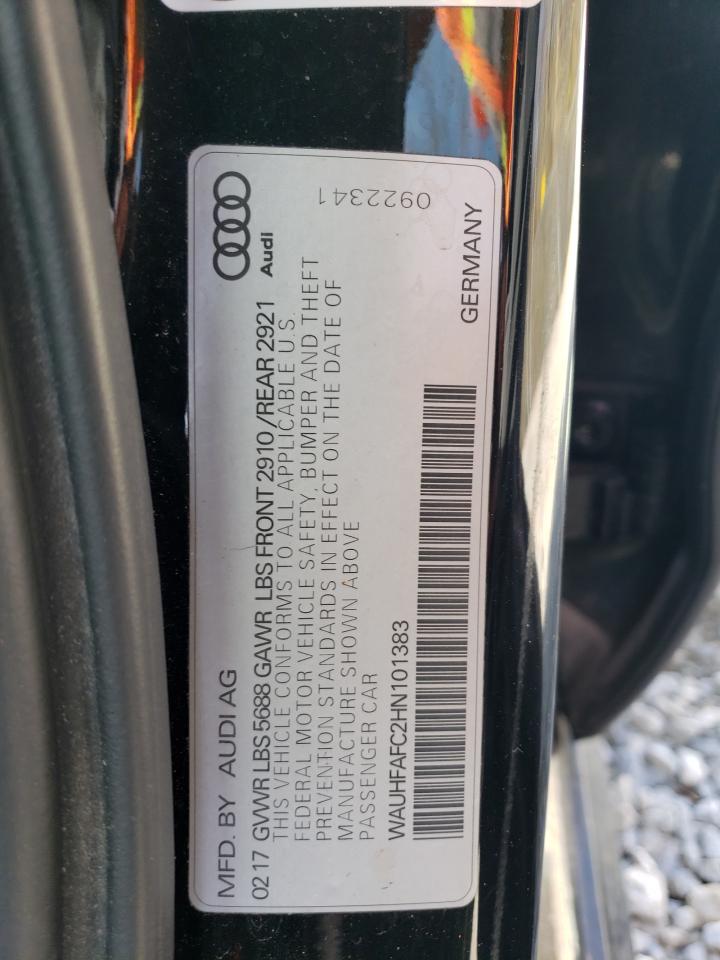 MFD. BY AUDI AG
Audi
02 17 GVWR LBS 5688 GAWR LBS FRONT 2910/REAR 2921
THIS VEHICLE CONFORMS TO ALL APPLICABLE U.S.
FEDERAL MOTOR VEHICLE SAFETY, BUMPER AND THEFT
PREVENTION STANDARDS IN EFFECT ON THE DATE OF
MANUFACTURE SHOWN ABOVE
PASSENGER CAR
0922341
WAUHFAFC2HN101383
GERMANY